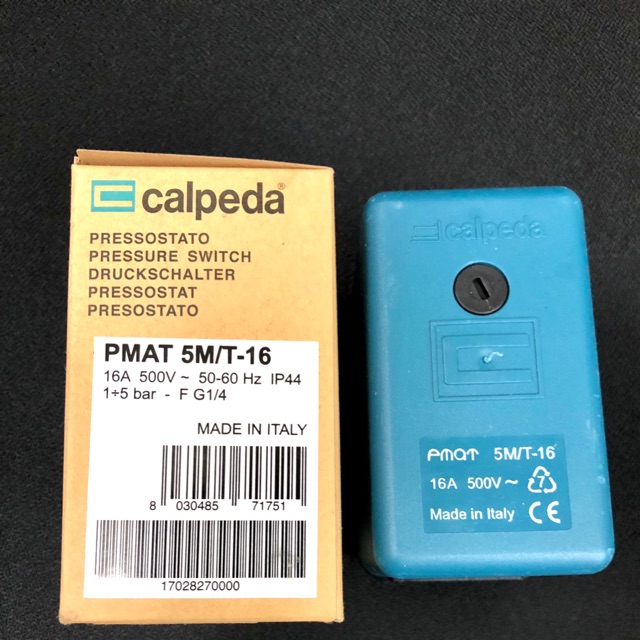 calpeda®
PRESSOSTATO
PRESSURE SWITCH
DRUCKSCHALTER
PRESSOSTAT
PRESOSTATO
PMAT 5M/T-16
16A 500V ~ 50-60 Hz IP44
1÷5 bar - F G1/4
MADE IN ITALY
8 030485 71751
17028270000
calpeda
PMAT 5M/T-16
16A 500V ~ 7
Made in Italy CE